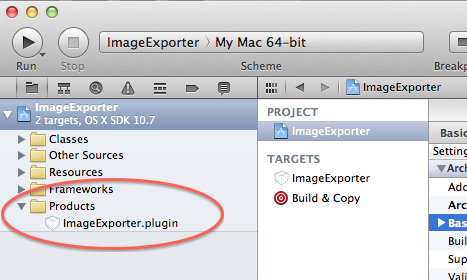 ImageExporter
My Mac 64-bit
Run
Stop
Scheme
Breakp
ImageExporter
2 targets, OS X SDK 10.7
Classes
Other Sources
Resources
Frameworks
Products
ImageExporter.plugin
ImageExporter
PROJECT
ImageExporter
TARGETS
ImageExporter
Build & Copy
Basic
Setting
Arch
Add
Arc
Bas
Buil
Sup
Vali